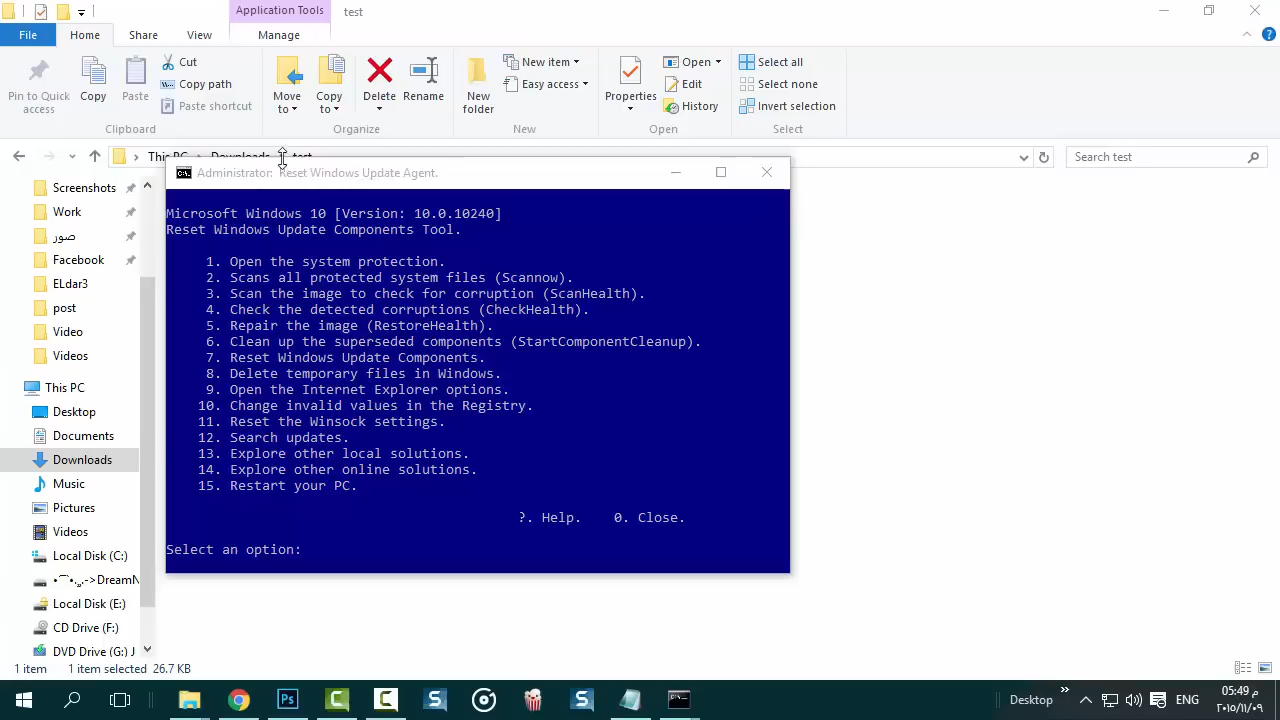 Application Tools
test
File
Home
Share
View
Manage
Pin to Quick access
Copy
Paste
Cut
Copy path
Paste shortcut
Move to
Copy to
Delete
Rename
New folder
New item
Easy access
Properties
Open
Edit
History
Select all
Select none
Invert selection
Clipboard
Organize
New
Open
Select
Downloads
test
Search test
Administrator: Reset Windows Update Agent.
Microsoft Windows 10 [Version: 10.0.10240]
Reset Windows Update Components Tool.
1. Open the system protection.
2. Scans all protected system files (Scannow).
3. Scan the image to check for corruption (ScanHealth).
4. Check the detected corruptions (CheckHealth).
5. Repair the image (RestoreHealth).
6. Clean up the superseded components (StartComponentCleanup).
7. Reset Windows Update Components.
8. Delete temporary files in Windows.
9. Open the Internet Explorer options.
10. Change invalid values in the Registry.
11. Reset the Winsock settings.
12. Search updates.
13. Explore other local solutions.
14. Explore other online solutions.
15. Restart your PC.
?. Help. 0. Close.
Select an option:
Screenshots
Work
صور
Facebook
ELdar3
post
Video
Videos
This PC
Desktop
Documents
Downloads
Music
Pictures
Videos
Local Disk (C:)
Local Disk (E:)
CD Drive (F:)
DVD Drive (G:) J
1 item 1 item selected 26.7 KB
Desktop
ENG
05:49 م
٢٠١٥/١١/٠٩